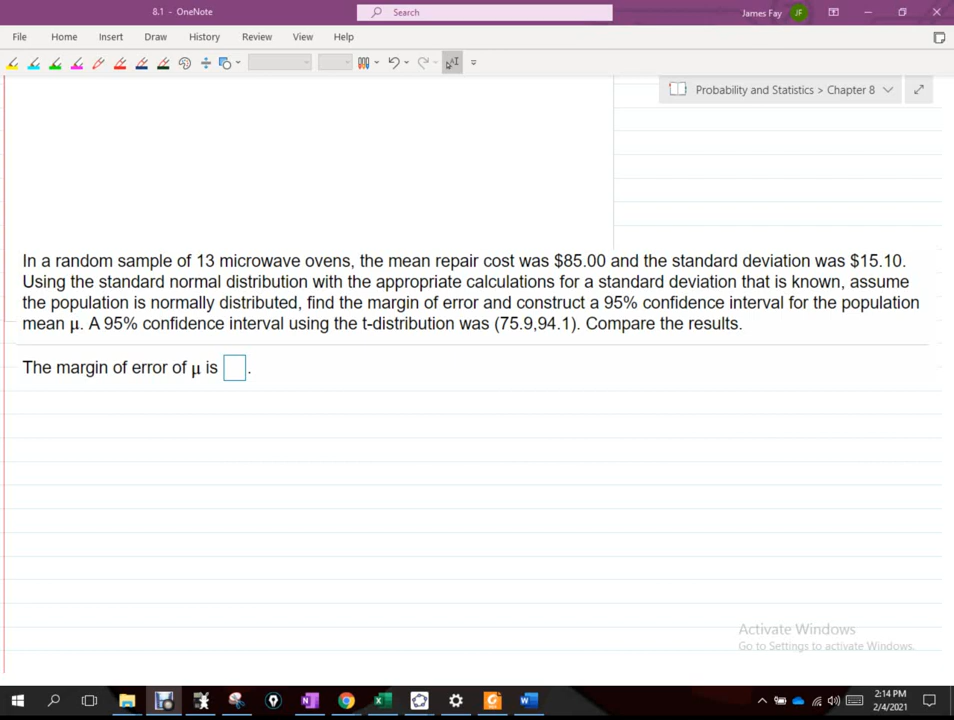 8.1 - OneNote
Search
James Fay
JF
File Home Insert Draw History Review View Help
Probability and Statistics > Chapter 8
In a random sample of 13 microwave ovens, the mean repair cost was $85.00 and the standard deviation was $15.10.
Using the standard normal distribution with the appropriate calculations for a standard deviation that is known, assume
the population is normally distributed, find the margin of error and construct a 95% confidence interval for the population
mean μ. A 95% confidence interval using the t-distribution was (75.9,94.1). Compare the results.
The margin of error of μ is .
Activate Windows
Go to Settings to activate Windows.
2:14 PM
2/4/2021